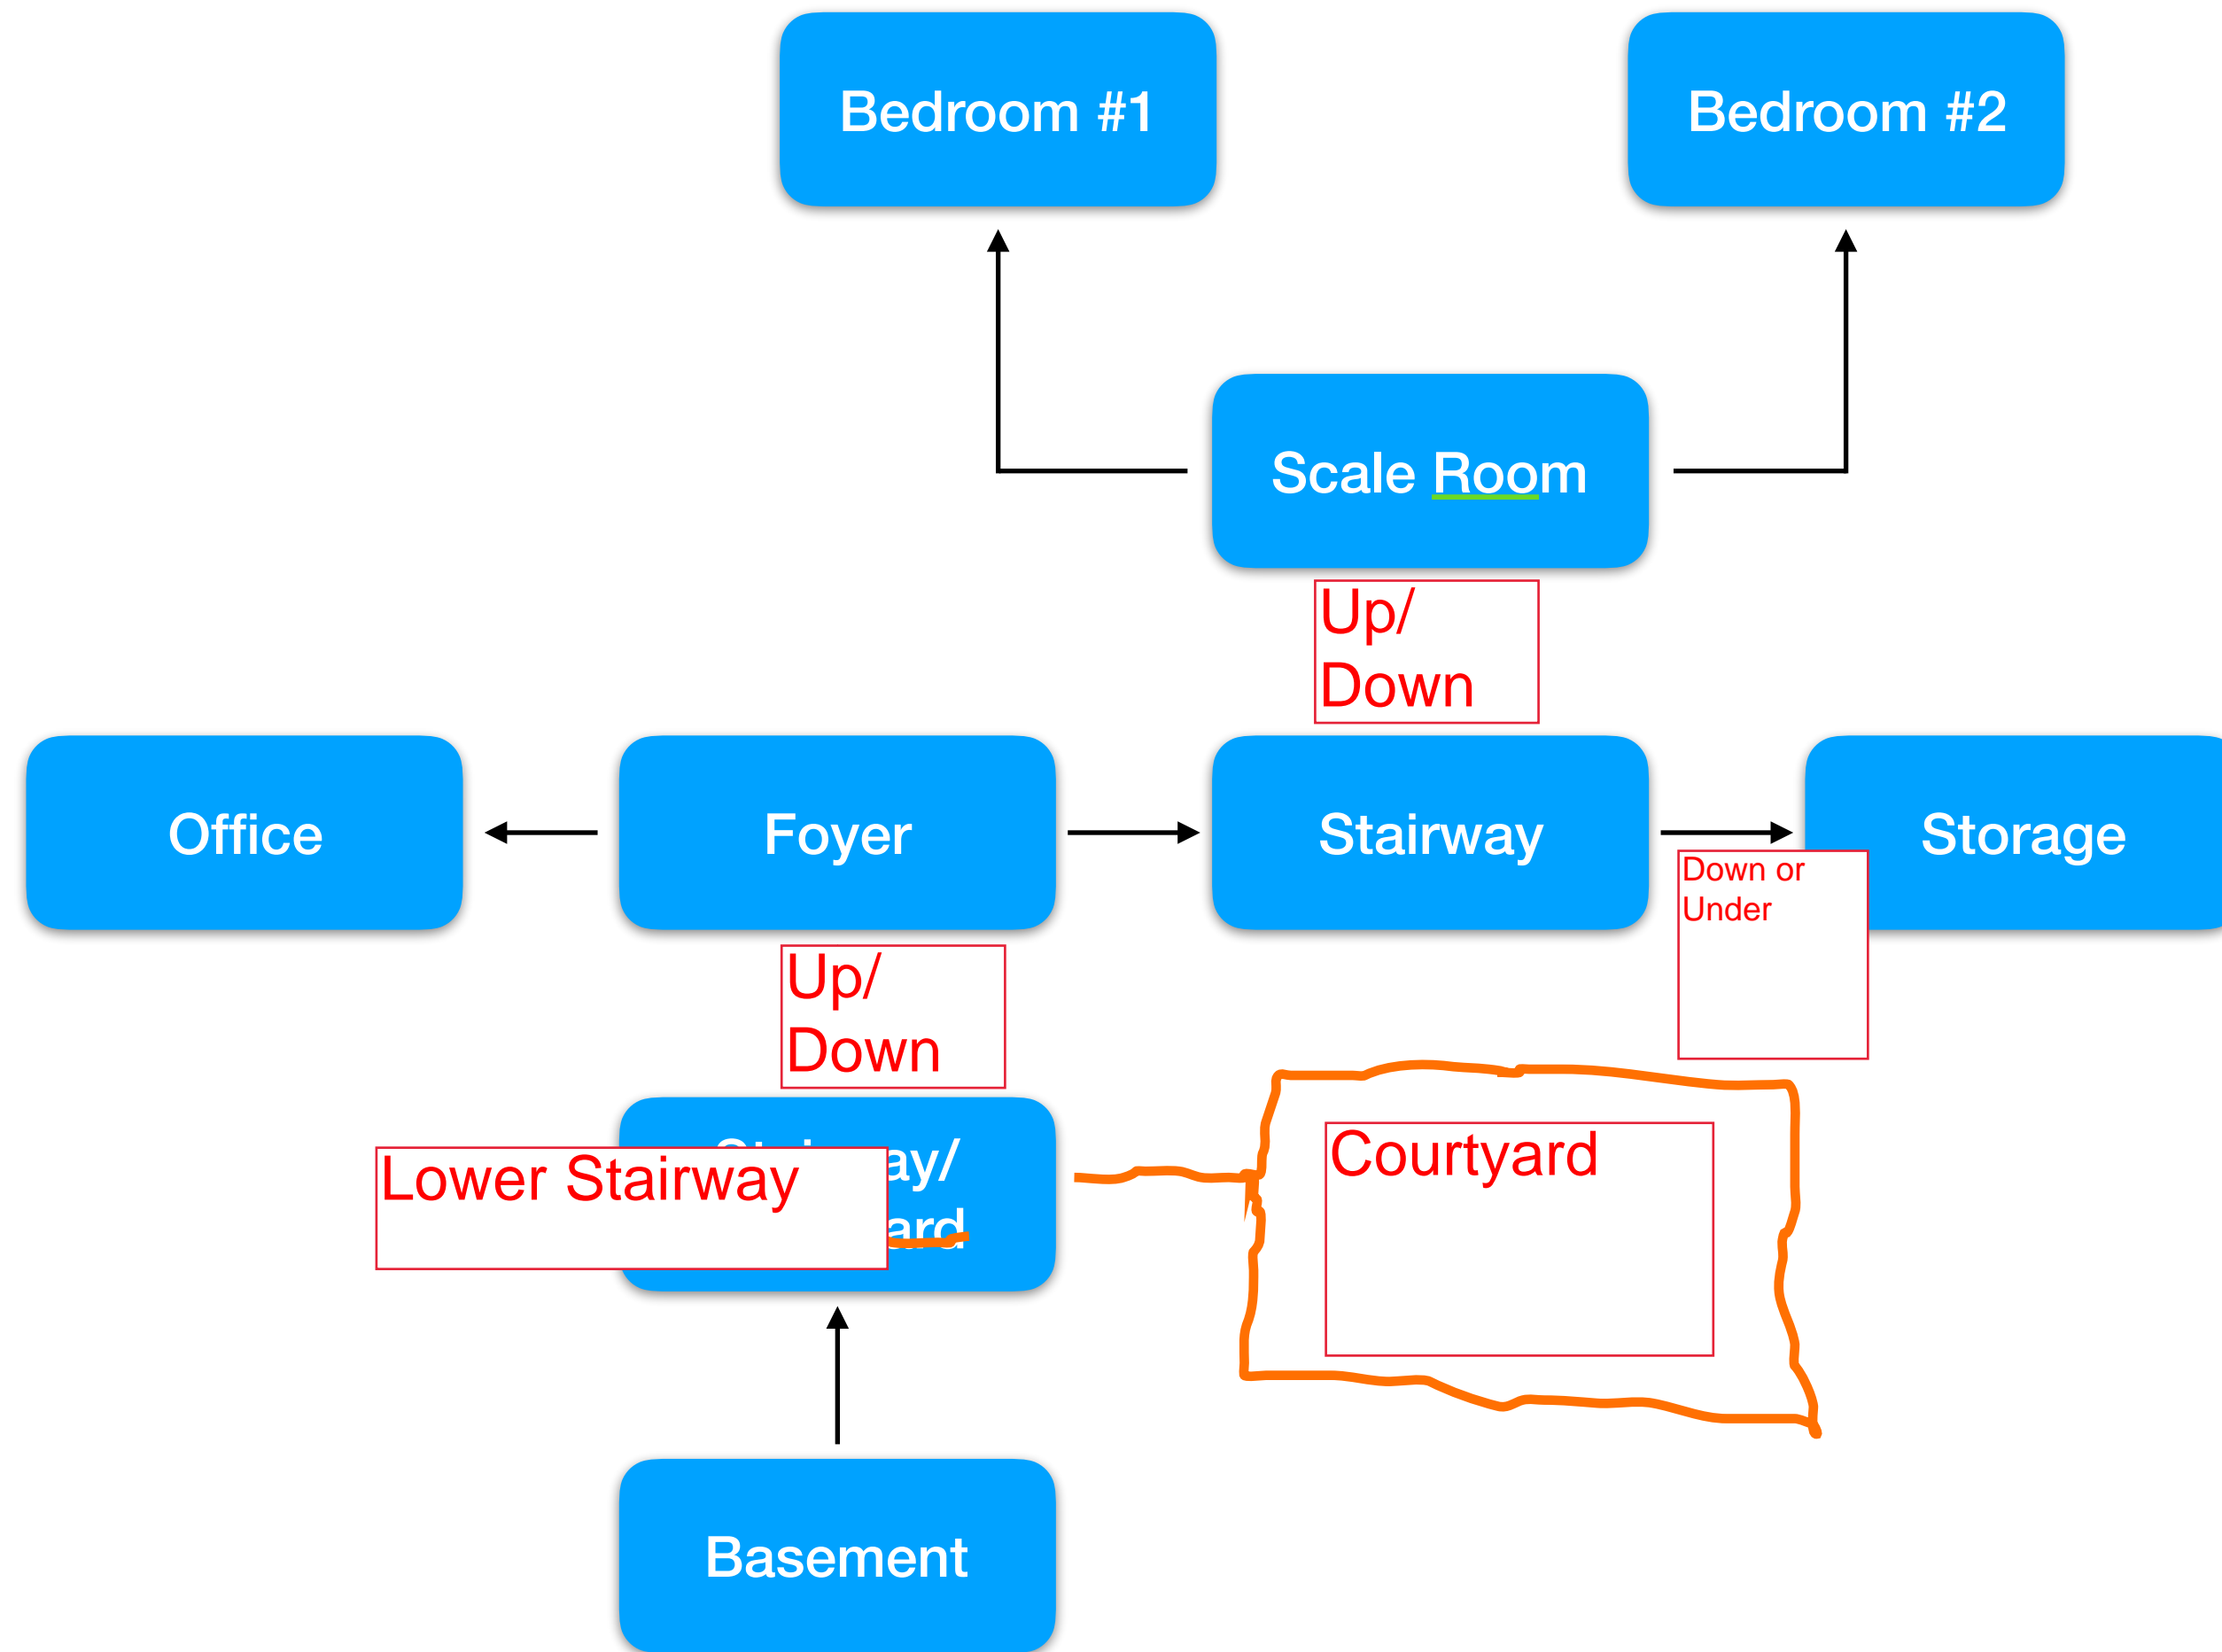 Bedroom #1
Bedroom #2
Scale Room
Up/
Down
Office
Foyer
Stairway
Storage
Down or
Under
Up/
Down
Lower Stairway
Courtyard
Basement